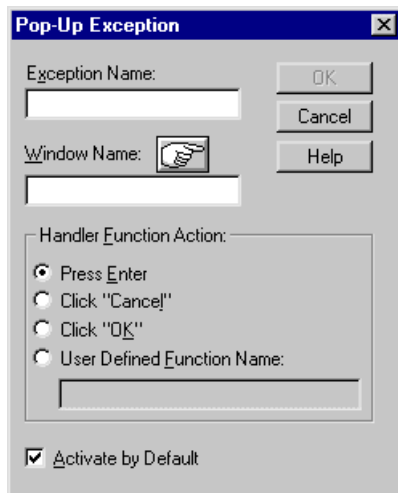 Pop-Up Exception
Exception Name:
OK
Cancel
Window Name:
Help
Handler Function Action:
Press Enter
Click "Cancel"
Click "OK"
User Defined Function Name:
Activate by Default